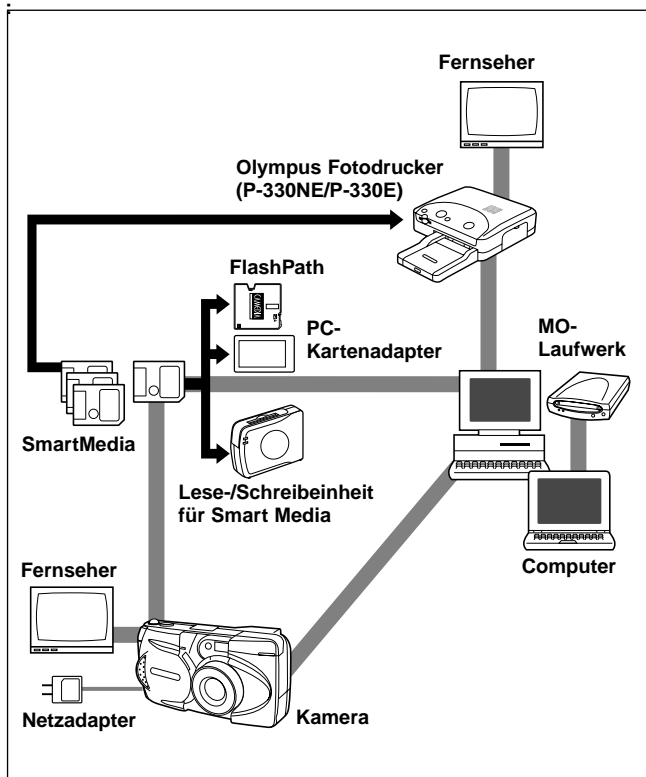 Fernseher
Olympus Fotodrucker
(P-330NE/P-330E)
FlashPath
PC-
Kartenadapter
MO-
Laufwerk
SmartMedia
Lese-/Schreibeinheit
für Smart Media
Computer
Fernseher
Netzadapter
Kamera